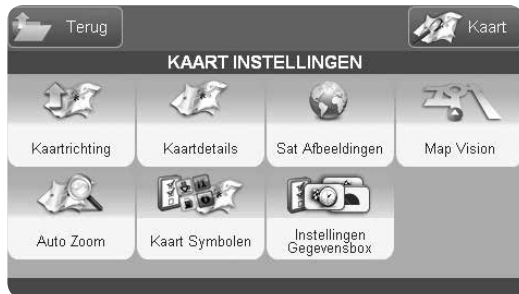 Terug
Kaart
KAART INSTELLINGEN
Kaartrichting
Kaartdetails
Sat Afbeeldingen
Map Vision
Auto Zoom
Kaart Symbolen
Instellingen
Gegevensbox